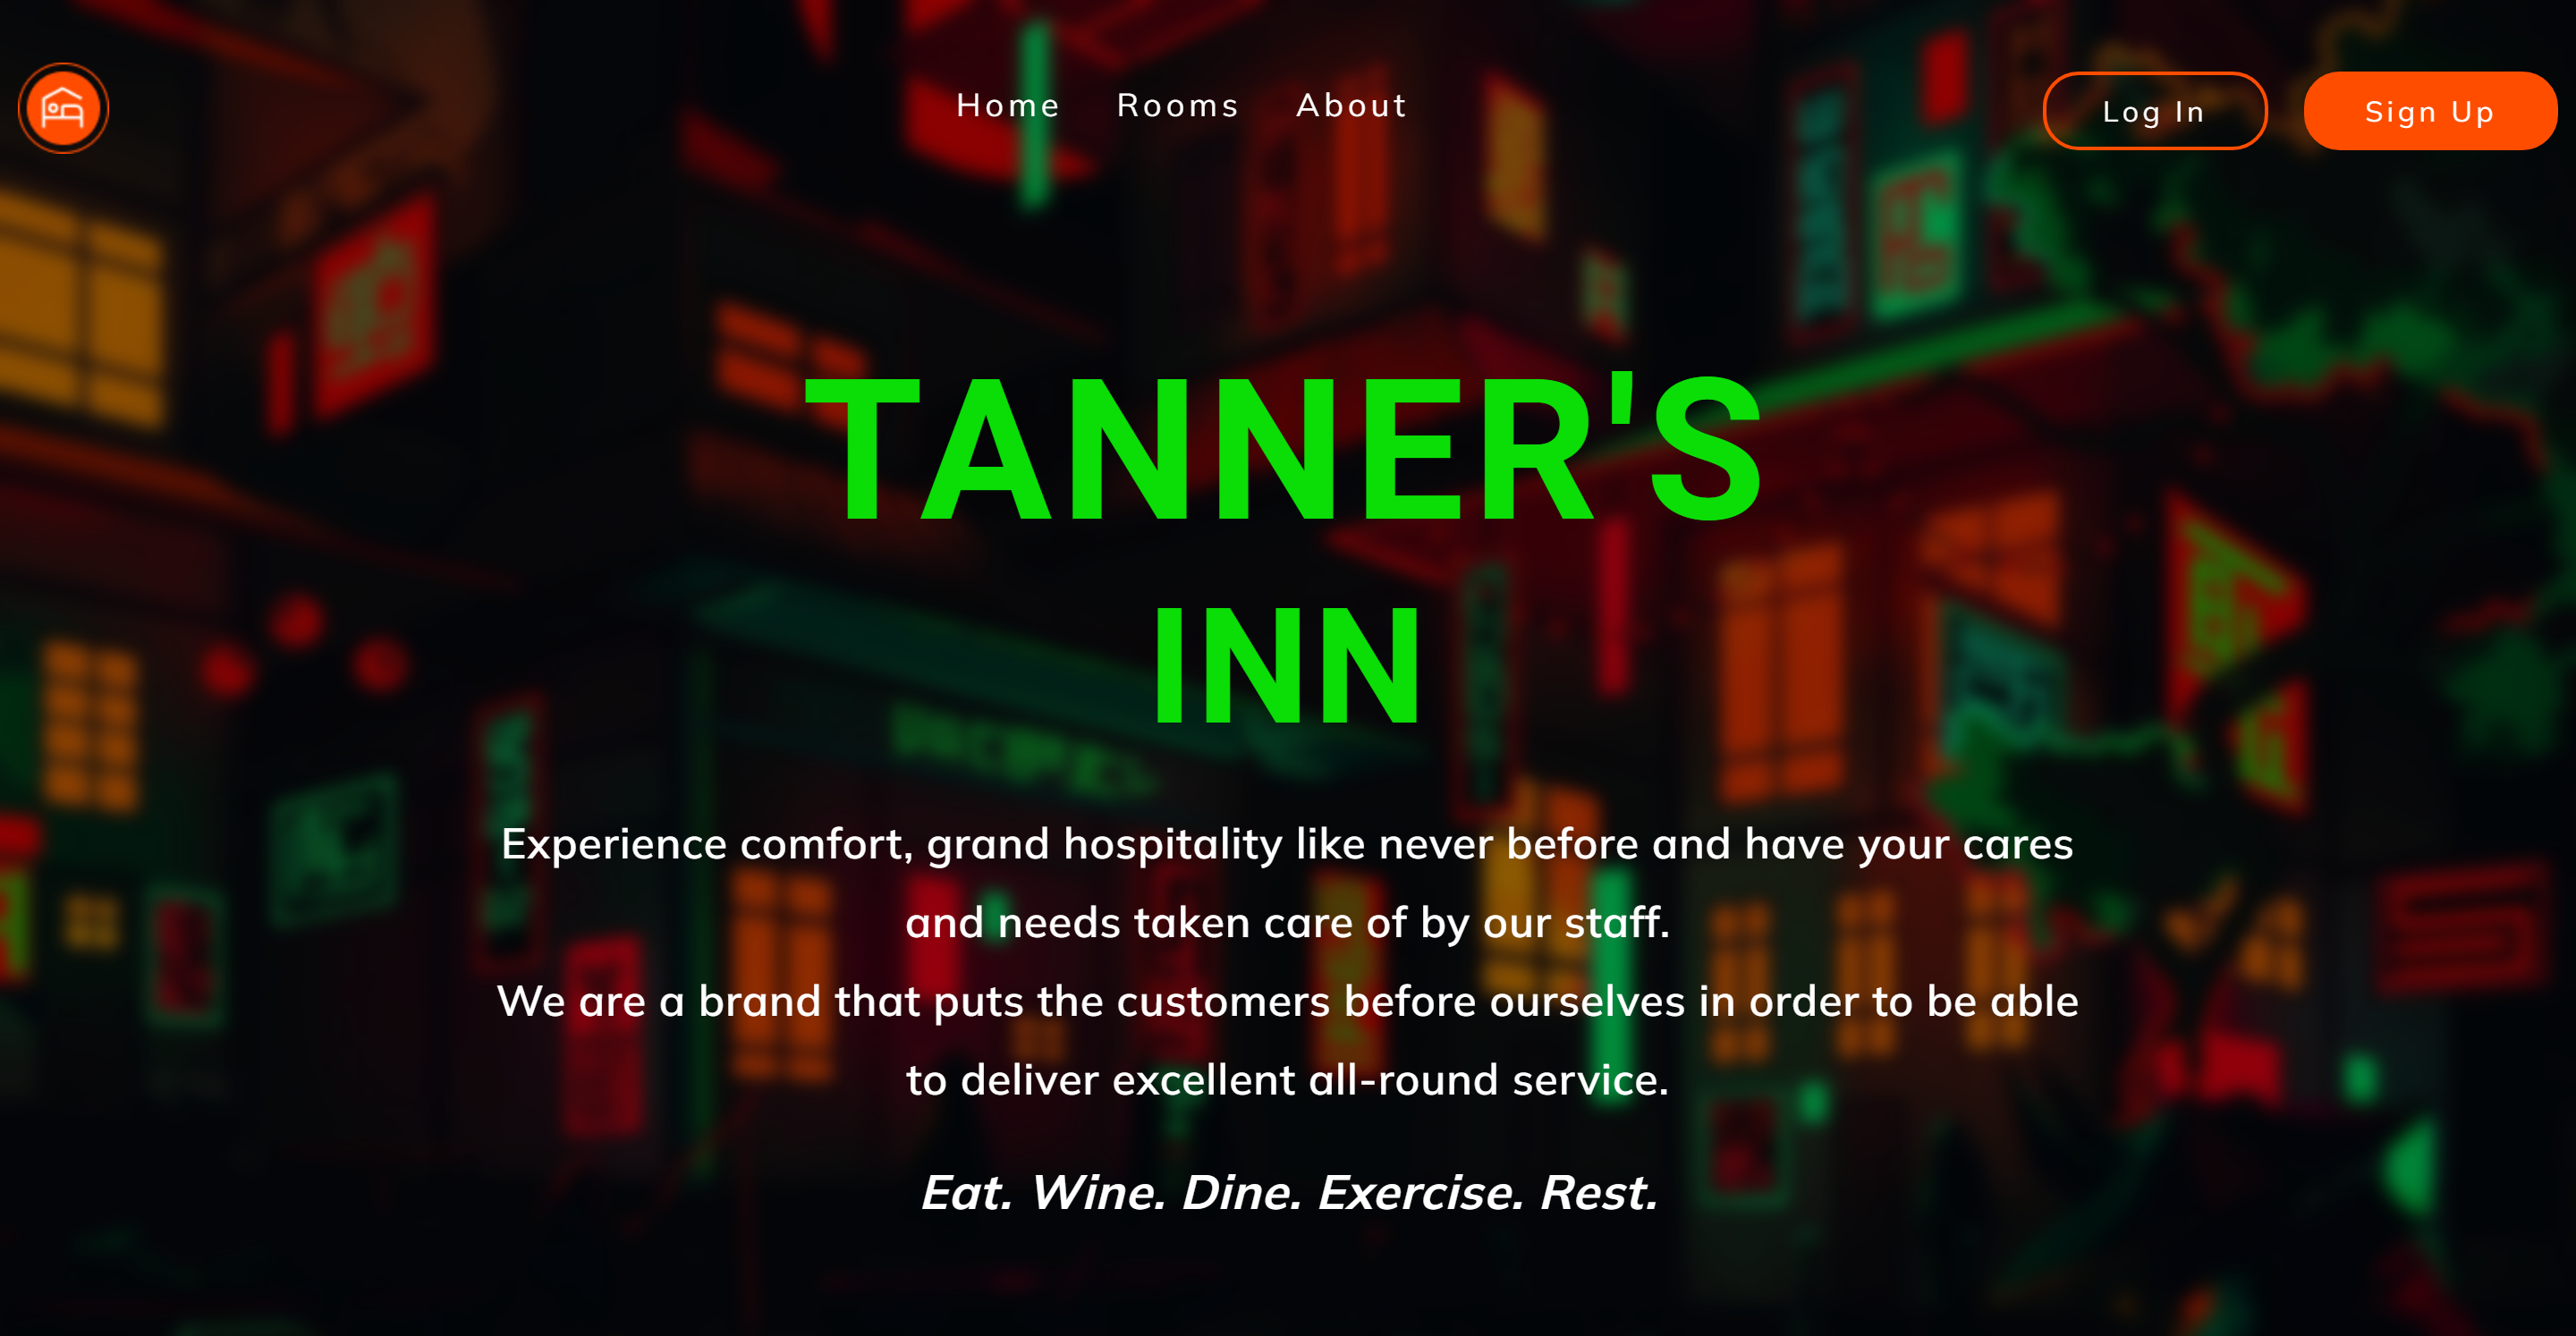 Home Rooms About
Log In Sign Up
TANNER'S
INN
Experience comfort, grand hospitality like never before and have your cares
and needs taken care of by our staff.
We are a brand that puts the customers before ourselves in order to be able
to deliver excellent all-round service.
Eat. Wine. Dine. Exercise. Rest.